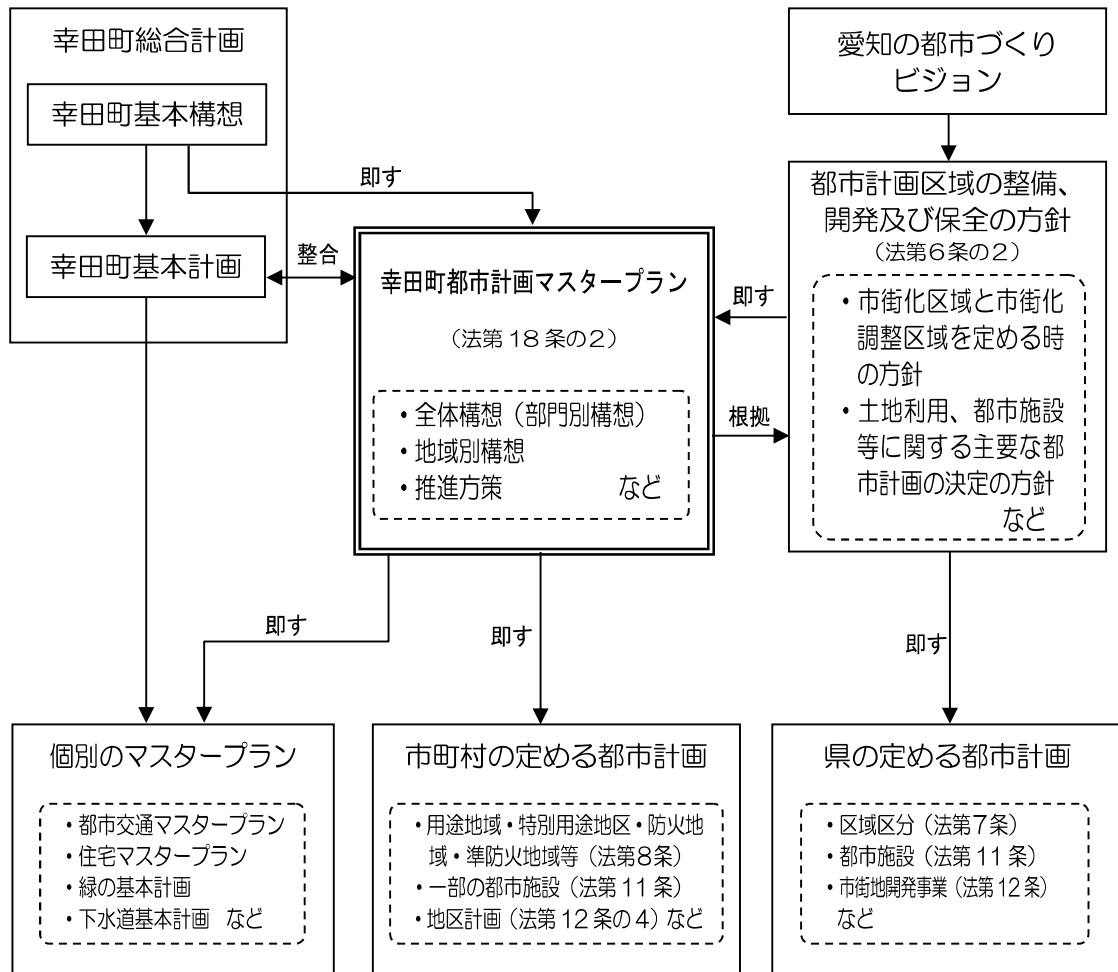 幸田町総合計画
幸田町基本構想
幸田町基本計画
即す
整合
愛知の都市づくり
ビジョン
都市計画区域の整備、
開発及び保全の方針
（法第６条の２）
・市街化区域と市街化
調整区域を定める時
の方針
・土地利用、都市施設
等に関する主要な都
市計画の決定の方針
など
幸田町都市計画マスタープラン
（法第 18 条の２）
・全体構想（部門別構想）
・地域別構想
・推進方策　など
即す
根拠
即す
即す
即す
個別のマスタープラン
・都市交通マスタープラン
・住宅マスタープラン
・緑の基本計画
・下水道基本計画　など
市町村の定める都市計画
・用途地域・特別用途地区・防火地
域・準防火地域等（法第８条）
・一部の都市施設（法第 11 条）
・地区計画（法第 12 条の４）など
県の定める都市計画
・区域区分（法第７条）
・都市施設（法第 11 条）
・市街地開発事業（法第 12 条）
など